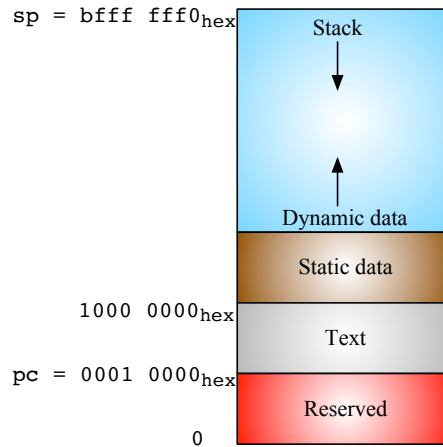 sp = bfff fff0hex
Stack
Dynamic data
Static data
1000 0000hex
Text
pc = 0001 0000hex
Reserved
0